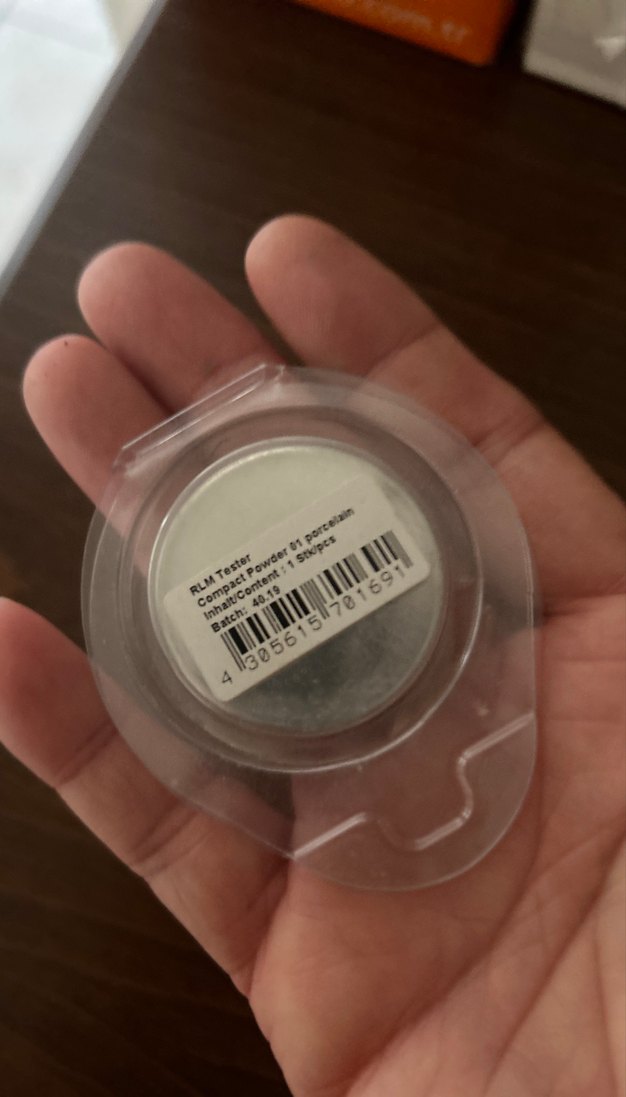 RLM Tester
Compact Powder 01 porcelain
Inhalt/Content : 1 Stk/pcs
Batch: 40.19
4 305615 701691